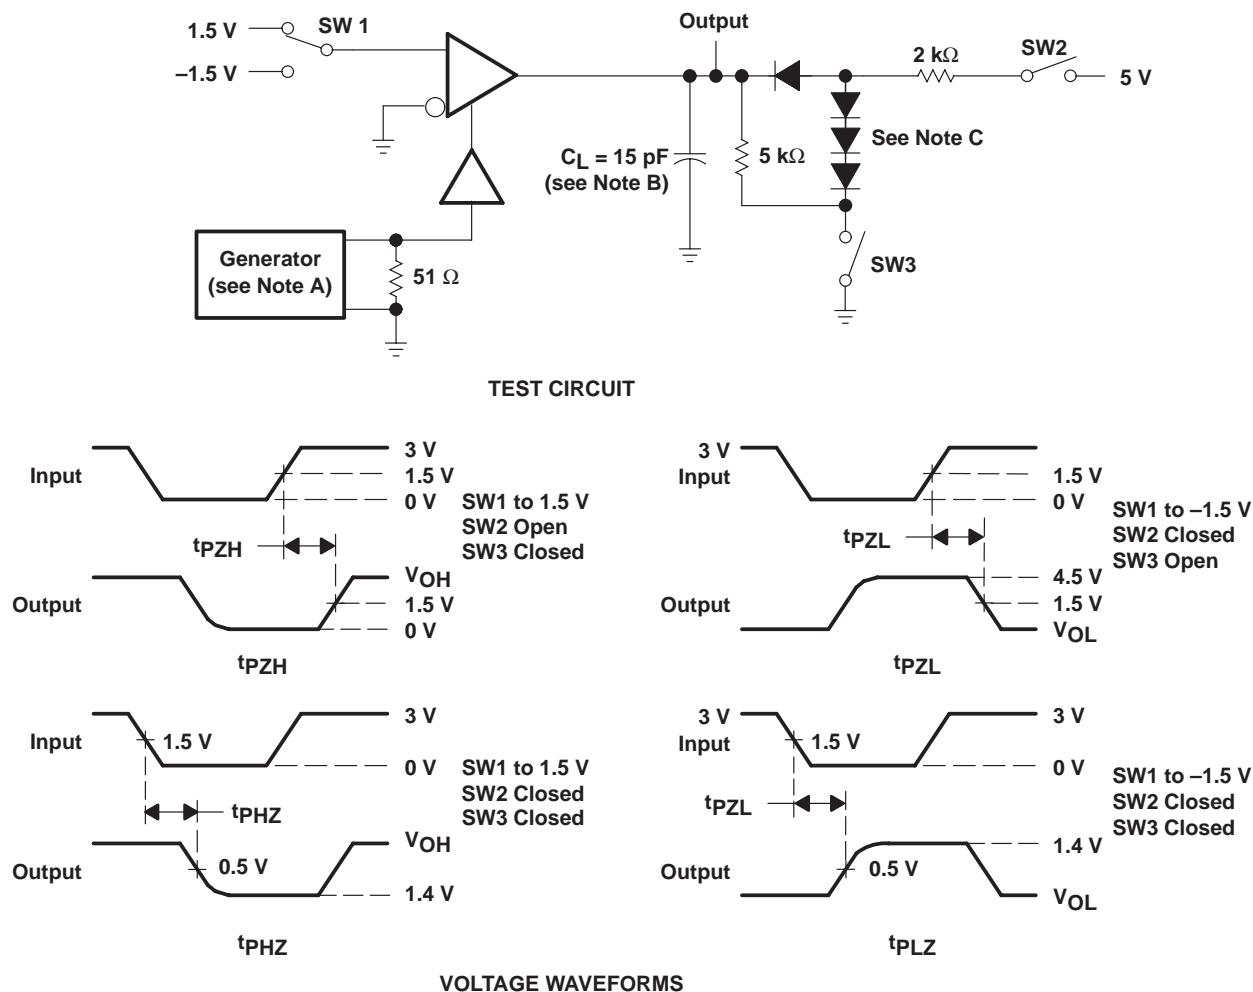 Output
1.5 V
SW 1
–1.5 V
2 kΩ
SW2
5 V
CL = 15 pF
(see Note B)
5 kΩ
See Note C
Generator
(see Note A)
51 Ω
SW3
TEST CIRCUIT
Input
3 V
1.5 V
0 V
SW1 to 1.5 V
SW2 Open
SW3 Closed
tPZH
Output
VOH
1.5 V
0 V
tPZH
3 V
Input
1.5 V
0 V
SW1 to –1.5 V
SW2 Closed
SW3 Open
tPZL
Output
4.5 V
1.5 V
VOL
tPZL
Input
1.5 V
3 V
0 V
SW1 to 1.5 V
SW2 Closed
SW3 Closed
tPHZ
Output
VOH
0.5 V
1.4 V
tPHZ
3 V
Input
1.5 V
3 V
0 V
SW1 to –1.5 V
SW2 Closed
SW3 Closed
tPZL
Output
1.4 V
0.5 V
VOL
tPLZ
VOLTAGE WAVEFORMS